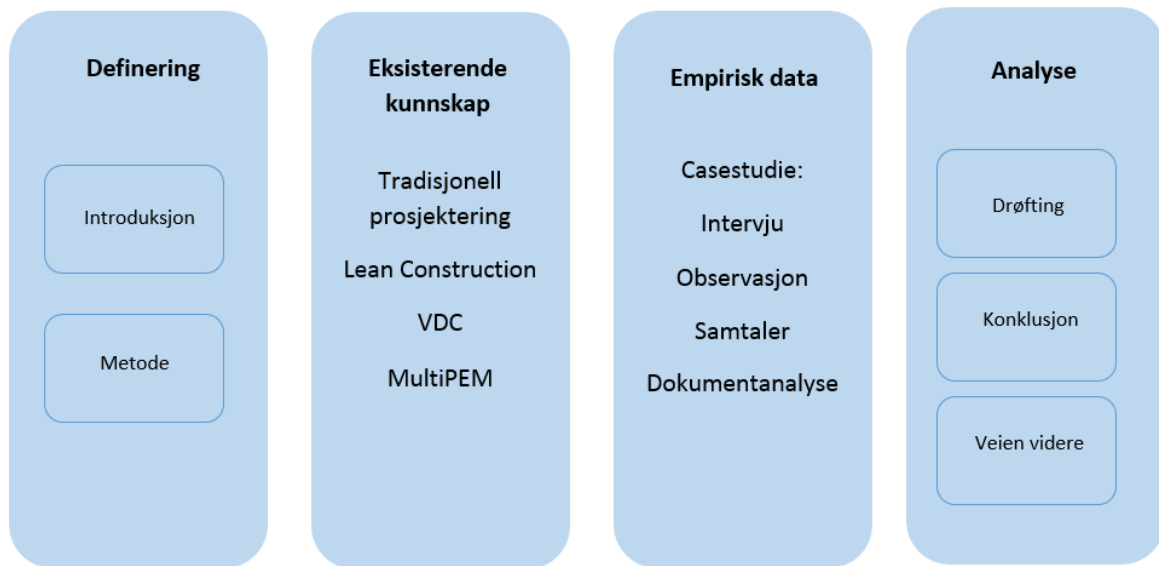 Definering
Introduksjon
Metode
Eksisterende
kunnskap
Tradisjonell
prosjektering
Lean Construction
VDC
MultiPEM
Empirisk data
Casestudie:
Intervju
Observasjon
Samtaler
Dokumentanalyse
Analyse
Drøfting
Konklusjon
Veien videre